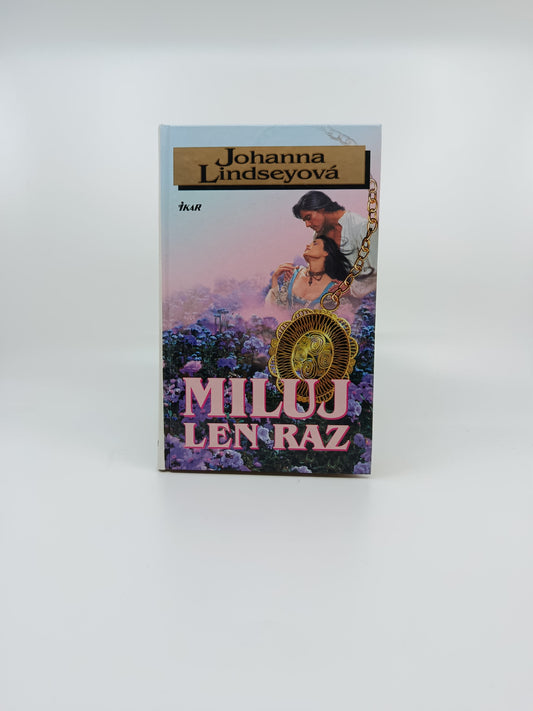 Johanna
Lindseyová
IKAR
MILUJ
LEN RAZ